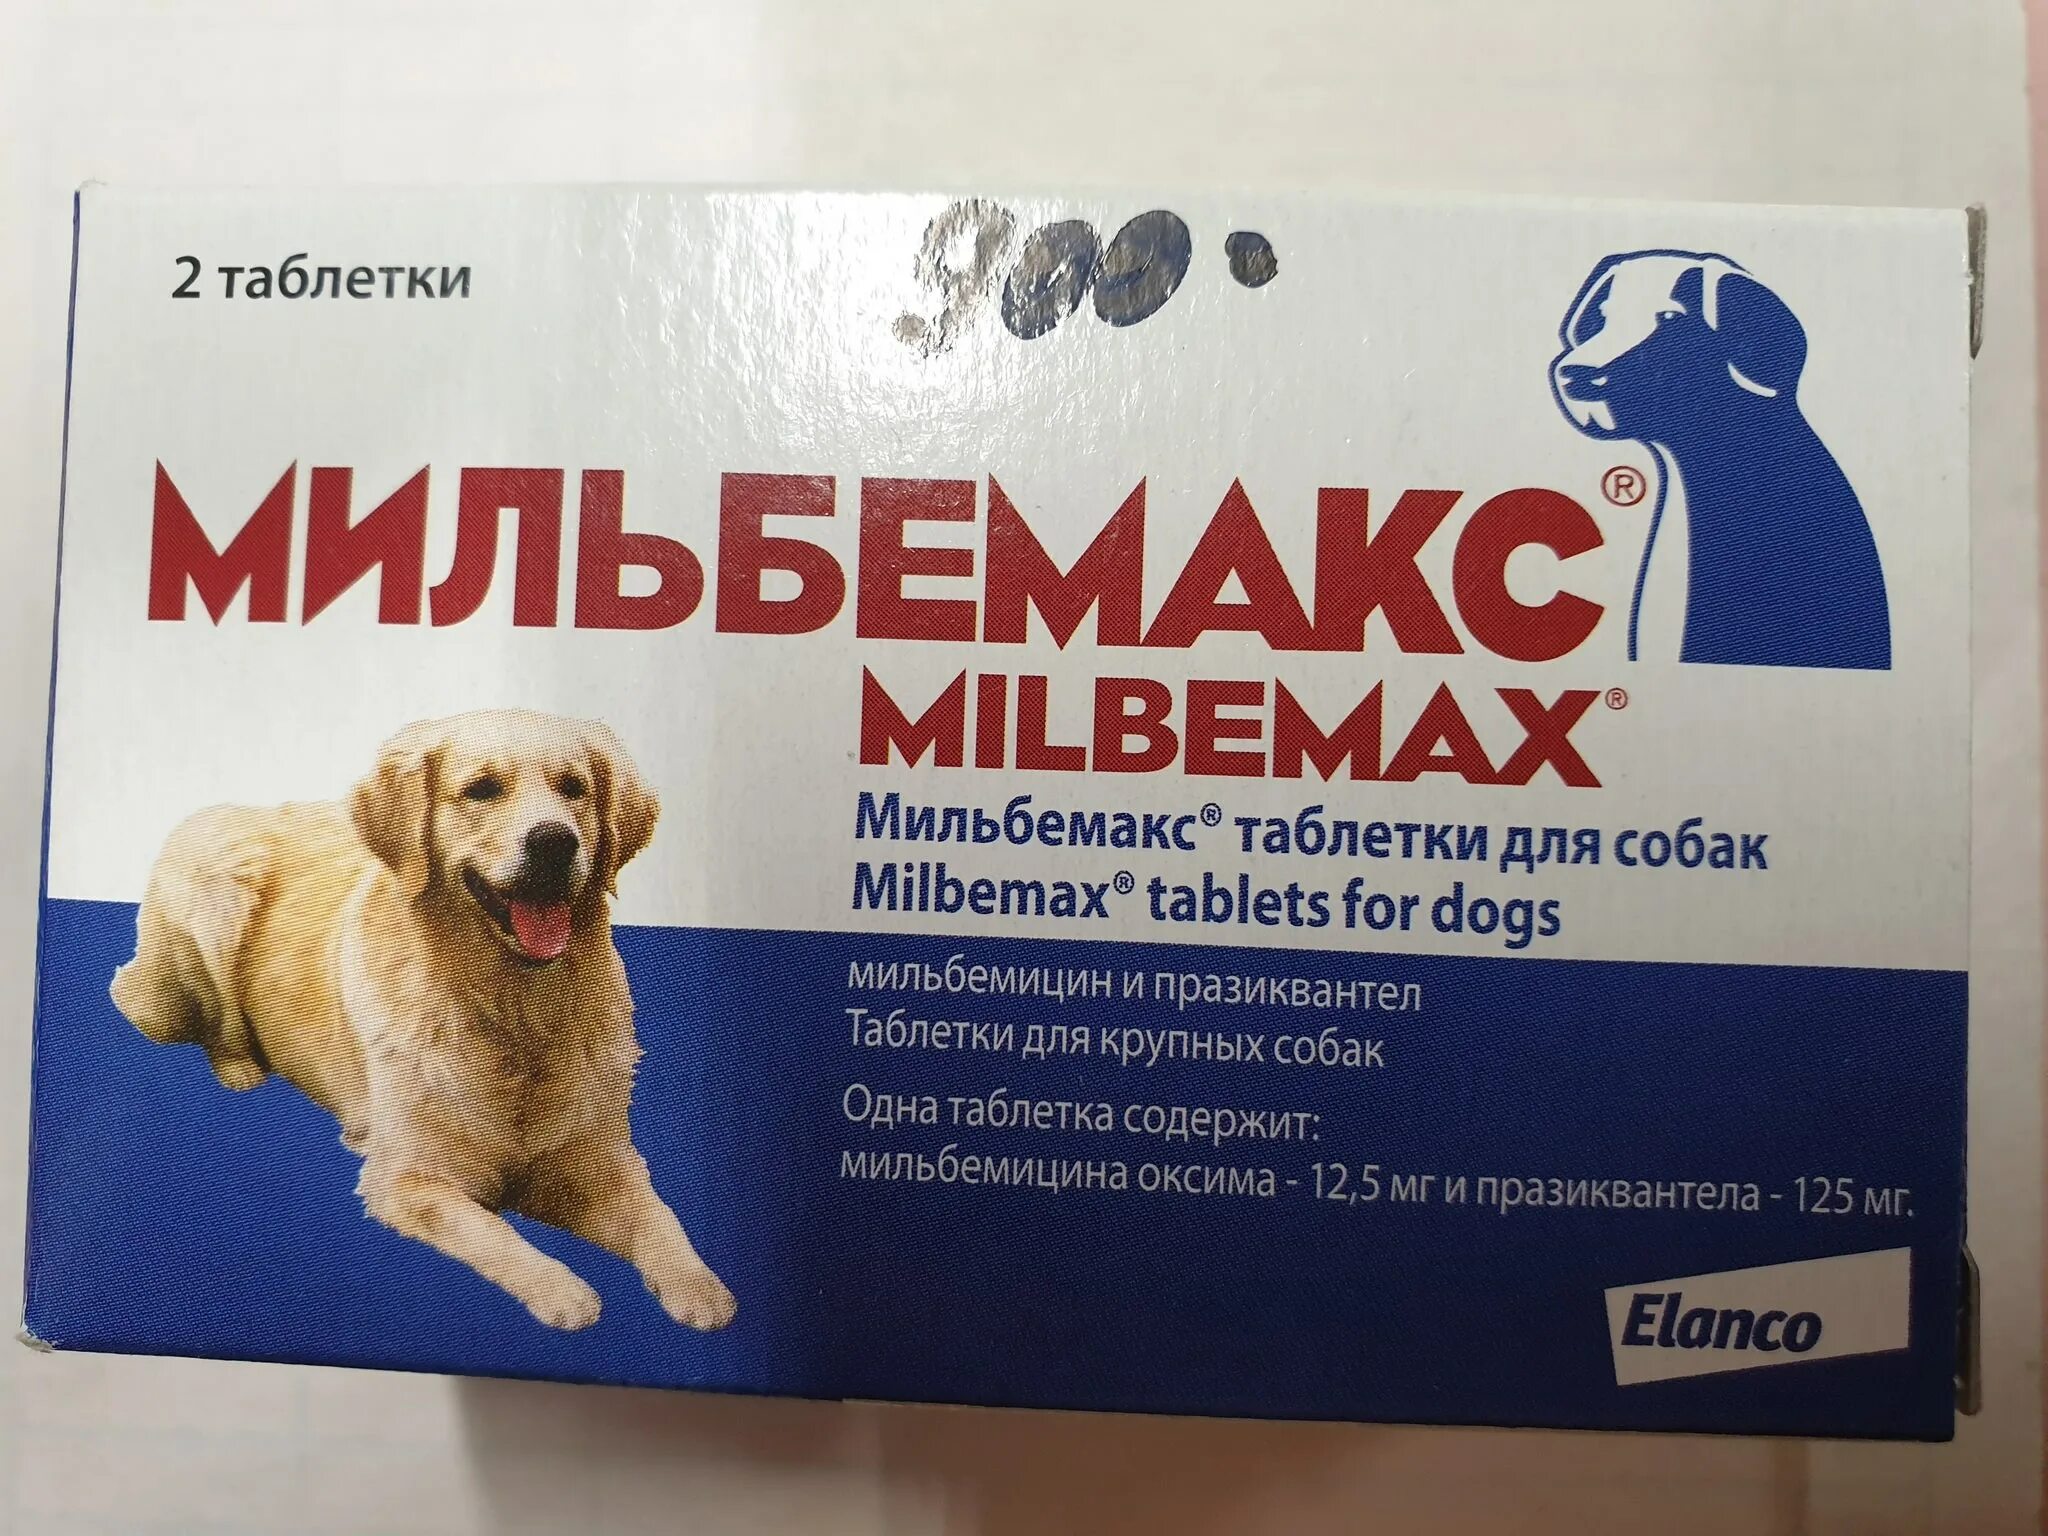 900.
2 таблетки
МИЛЬБЕМАКС®
MILBEMAX®
Мильбемакс® таблетки для собак
Milbemax® tablets for dogs
мильбемицин и празиквантел
Таблетки для крупных собак
Одна таблетка содержит:
мильбемицина оксима - 12,5 мг и празиквантела - 125 мг.
Elanco